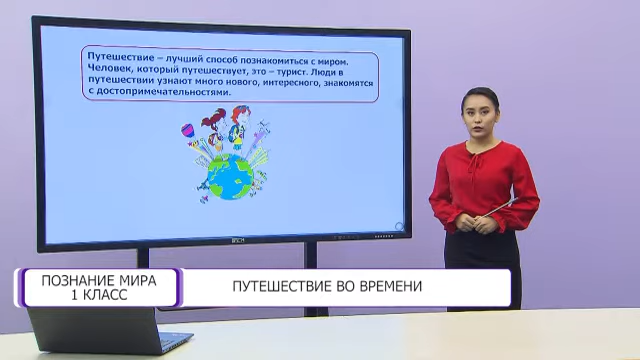 Путешествие – лучший способ познакомиться с миром.
Человек, который путешествует, это – турист. Люди в
путешествии узнают много нового, интересного, знакомятся
с достопримечательностями.
ПОЗНАНИЕ МИРА
1 КЛАСС
ПУТЕШЕСТВИЕ ВО ВРЕМЕНИ